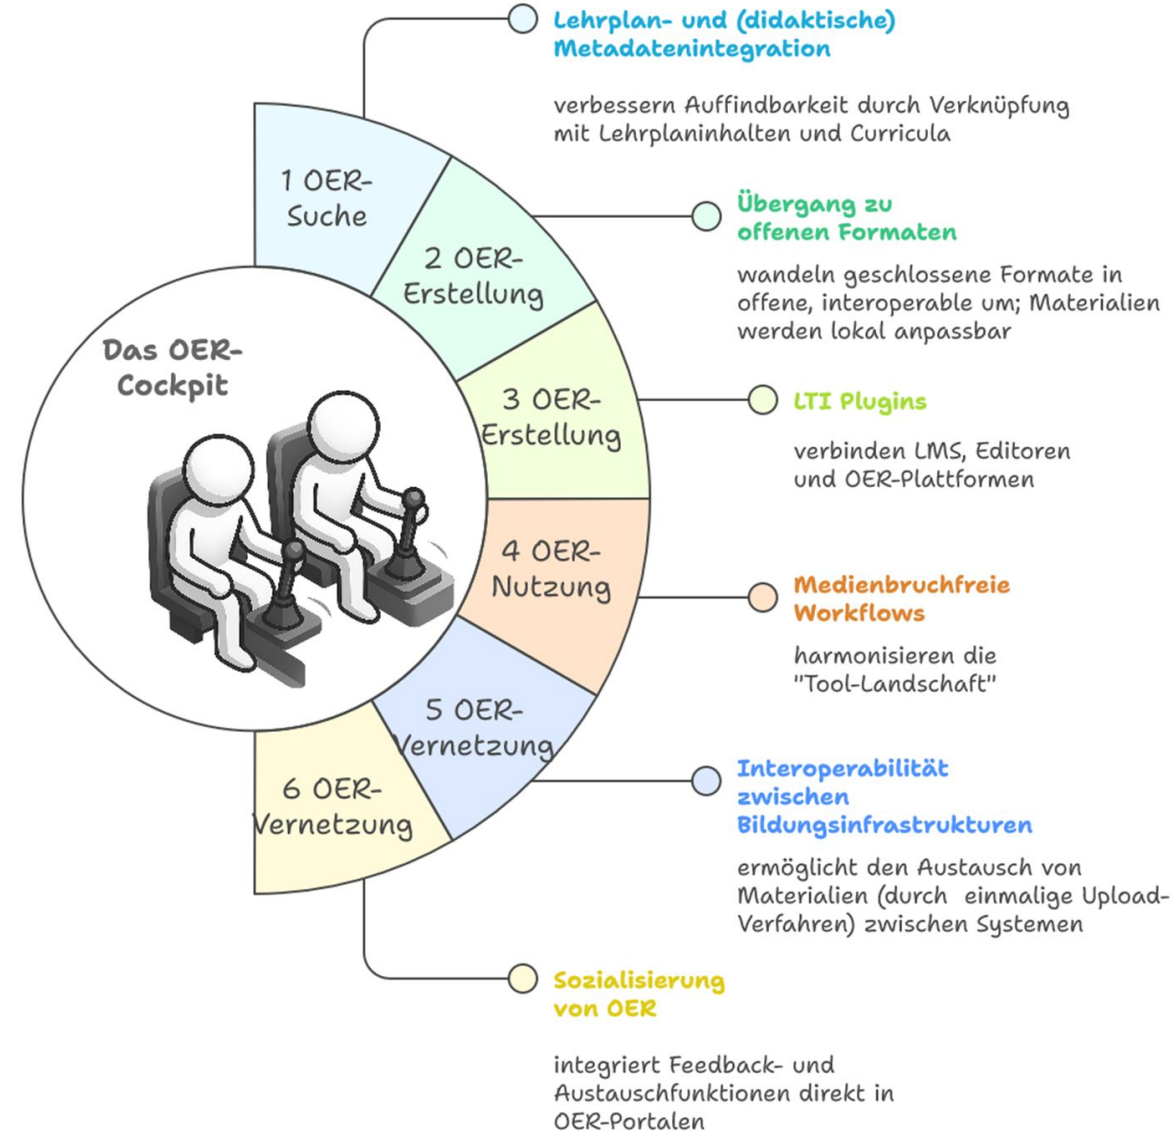 Lehrplan- und (didaktische)
Metadatenintegration
verbessern Auffindbarkeit durch Verknüpfung
mit Lehrplaninhalten und Curricula
1 OER-
Suche
Übergang zu
offenen Formaten
wandeln geschlossene Formate in
offene, interoperable um; Materialien
werden lokal anpassbar
2 OER-
Erstellung
Das OER-
Cockpit
3 OER-
Erstellung
LTI Plugins
verbinden LMS, Editoren
und OER-Plattformen
4 OER-
Nutzung
Medienbruchfreie
Workflows
harmonisieren die
"Tool-Landschaft"
5 OER-
Vernetzung
Interoperabilität
zwischen
Bildungsinfrastrukturen
ermöglicht den Austausch von
Materialien (durch  einmalige Upload-
Verfahren) zwischen Systemen
6 OER-
Vernetzung
Sozialisierung
von OER
integriert Feedback- und
Austauschfunktionen direkt in
OER-Portalen